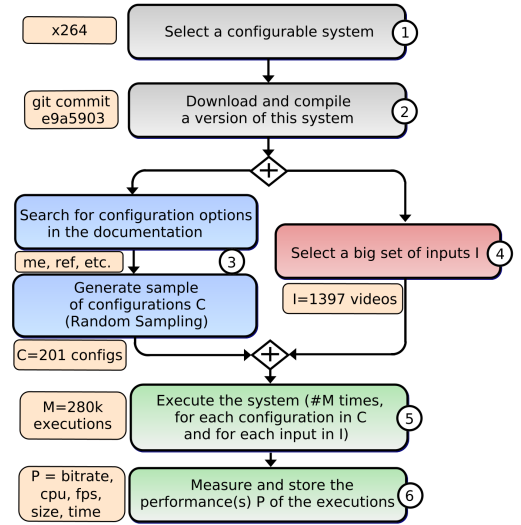 x264
Select a configurable system
1
git commit
e9a5903
Download and compile
a version of this system
2
Search for configuration options
in the documentation
me, ref, etc.
3
Generate sample
of configurations C
(Random Sampling)
C=201 configs
Select a big set of inputs I
4
I=1397 videos
M=280k
executions
Execute the system (#M times,
for each configuration in C
and for each input in I)
5
P = bitrate,
cpu, fps,
size, time
Measure and store the
performance(s) P of the executions
6